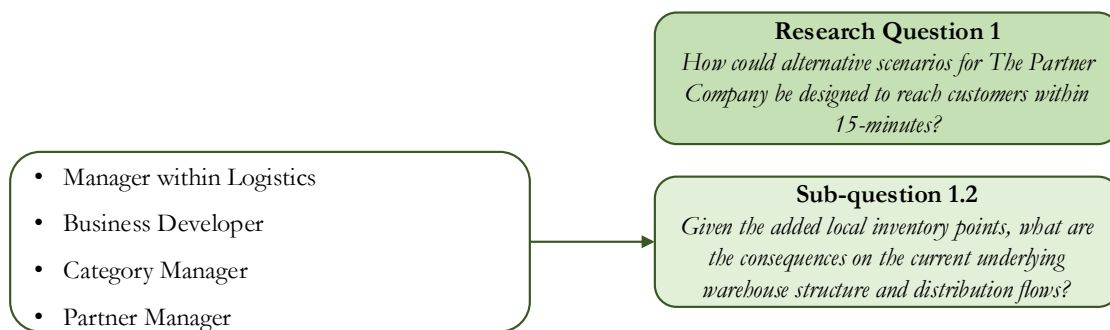 Research Question 1
How could alternative scenarios for The Partner
Company be designed to reach customers within
15-minutes?
• Manager within Logistics
• Business Developer
• Category Manager
• Partner Manager
Sub-question 1.2
Given the added local inventory points, what are
the consequences on the current underlying
warehouse structure and distribution flows?